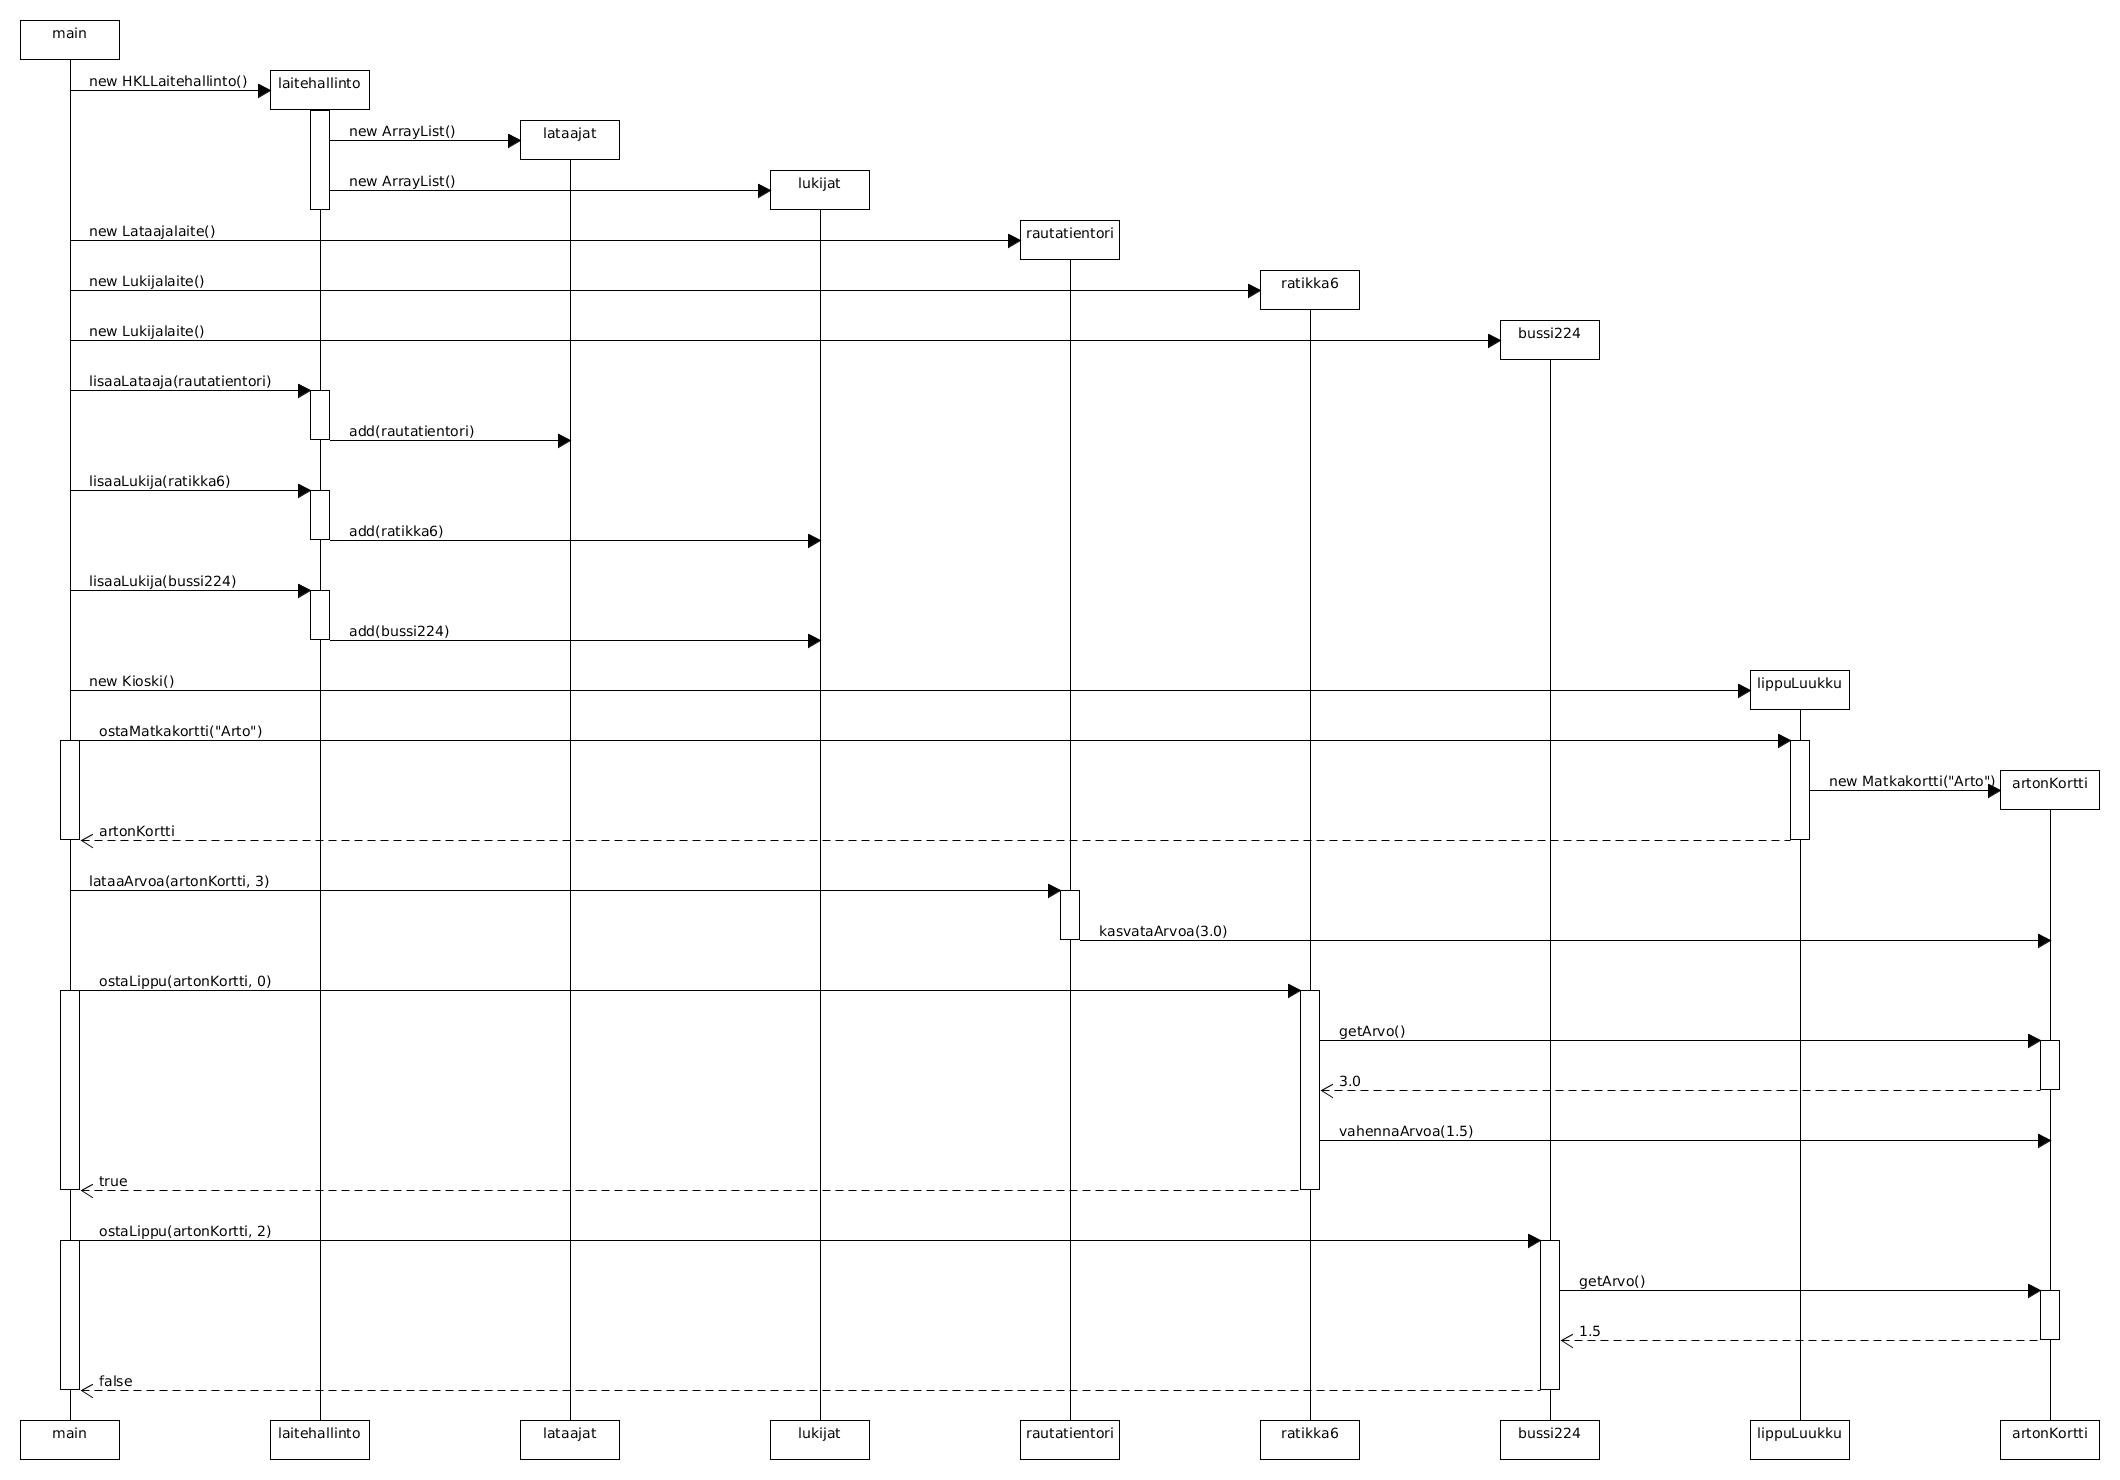 main
new HKLLaitehallinto()
laitehallinto
new ArrayList()
lataajat
new ArrayList()
lukijat
new Lataajalaite()
rautatientori
new Lukijalaite()
ratikka6
new Lukijalaite()
bussi224
lisaaLataaja(rautatientori)
add(rautatientori)
lisaaLukija(ratikka6)
add(ratikka6)
lisaaLukija(bussi224)
add(bussi224)
new Kioski()
lippuLuukku
ostaMatkakortti("Arto")
new Matkakortti("Arto")
artonKortti
artonKortti
lataaArvoa(artonKortti, 3)
kasvataArvoa(3.0)
ostaLippu(artonKortti, 0)
getArvo()
3.0
vahennaArvoa(1.5)
true
ostaLippu(artonKortti, 2)
getArvo()
1.5
false
main
laitehallinto
lataajat
lukijat
rautatientori
ratikka6
bussi224
lippuLuukku
artonKortti